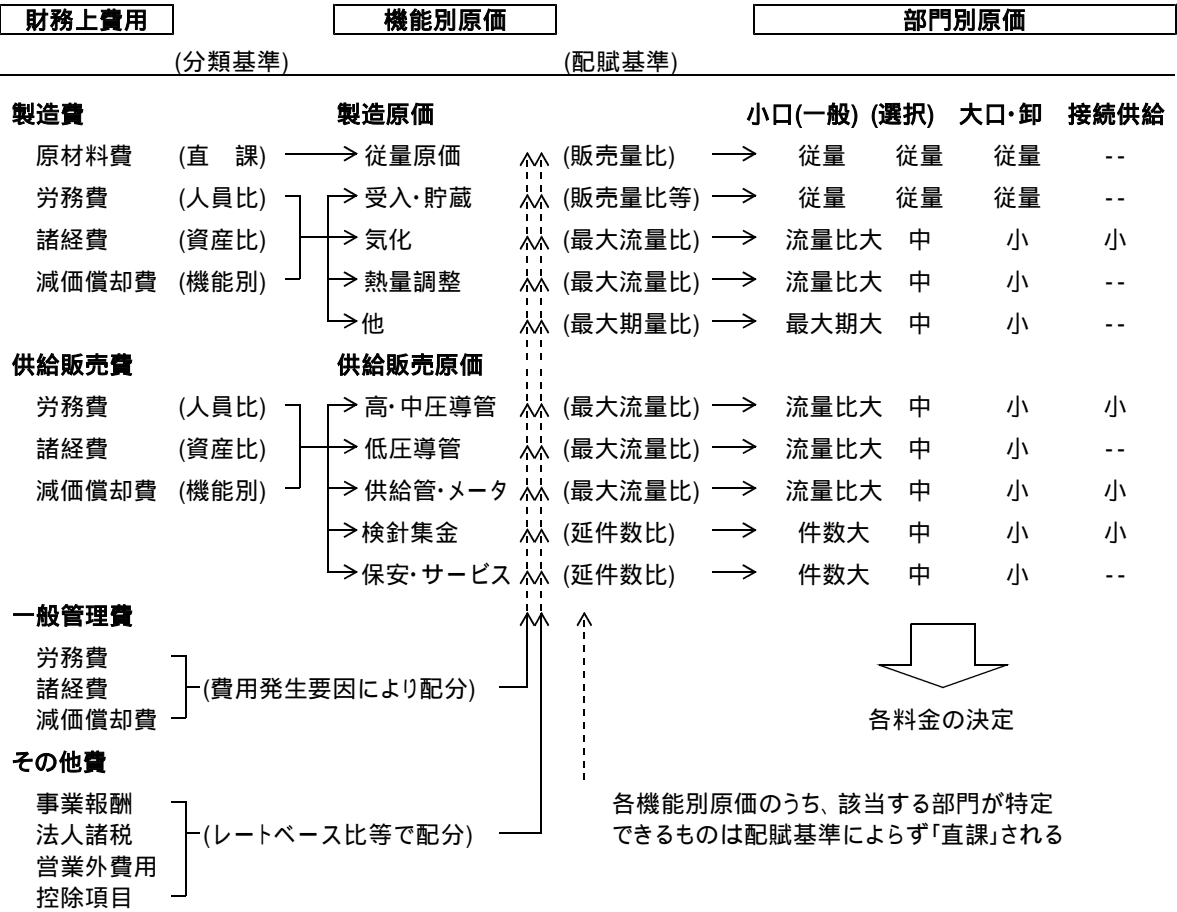 財務上費用 機能別原価 部門別原価
(分類基準) (配賦基準)
製造費 製造原価 小口(一般) (選択) 大口・卸 接続供給
原材料費 (直 課) 従量原価 (販売量比) 従量 従量 従量 --
労務費 (人員比) 受入・貯蔵 (販売量比等) 従量 従量 従量 --
諸経費 (資産比) 気化 (最大流量比) 流量比大 中 小 小
減価償却費 (機能別) 熱量調整 (最大流量比) 流量比大 中 小 --
他 (最大期量比) 最大期大 中 小 --
供給販売費 供給販売原価
労務費 (人員比) 高・中圧導管 (最大流量比) 流量比大 中 小 小
諸経費 (資産比) 低圧導管 (最大流量比) 流量比大 中 小 --
減価償却費 (機能別) 供給管・メータ (最大流量比) 流量比大 中 小 小
検針集金 (延件数比) 件数大 中 小 小
保安・サービス (延件数比) 件数大 中 小 --
一般管理費
労務費
諸経費 (費用発生要因により配分)
減価償却費 各料金の決定
その他費
事業報酬 各機能別原価のうち、該当する部門が特定
法人諸税 (レートベース比等で配分) できるものは配賦基準によらず「直課」される
営業外費用
控除項目